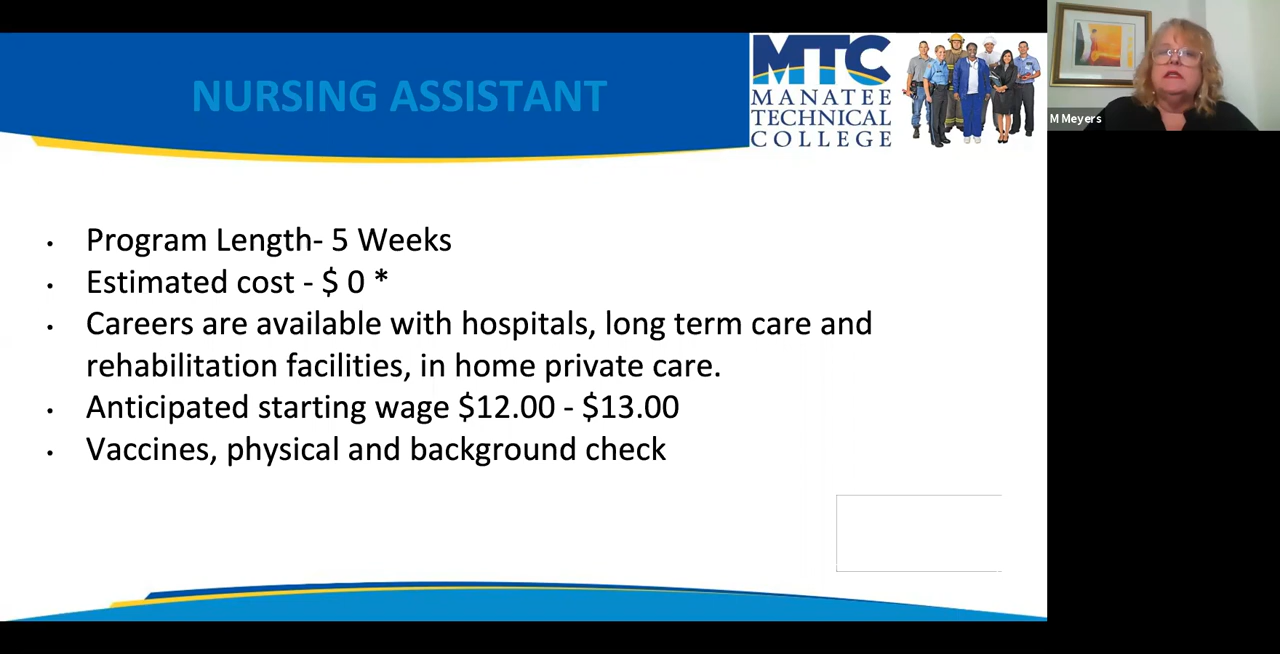 NURSING ASSISTANT
MTC
MANATEE
TECHNICAL
COLLEGE
M Meyers
• Program Length- 5 Weeks
• Estimated cost - $ 0 *
• Careers are available with hospitals, long term care and
rehabilitation facilities, in home private care.
• Anticipated starting wage $12.00 - $13.00
• Vaccines, physical and background check